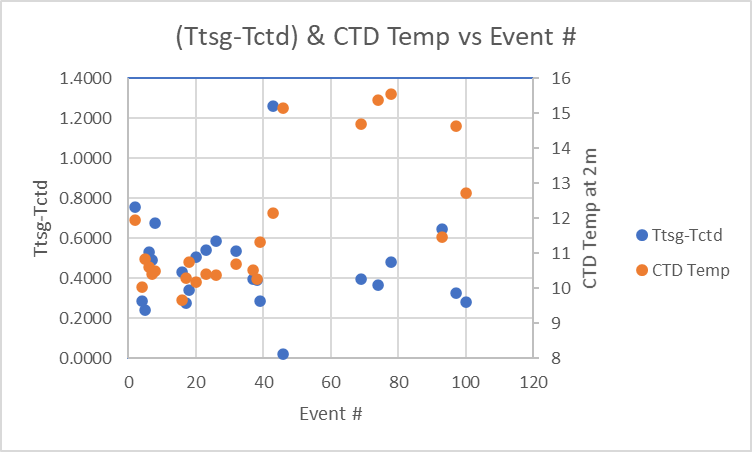 (Ttsg-Tctd) & CTD Temp vs Event #
1.4000
1.2000
1.0000
0.8000
0.6000
0.4000
0.2000
0.0000
Ttsg-Tctd
16
15
14
13
12
11
10
9
8
CTD Temp at 2m
0 20 40 60 80 100 120
Event #
Ttsg-Tctd
CTD Temp